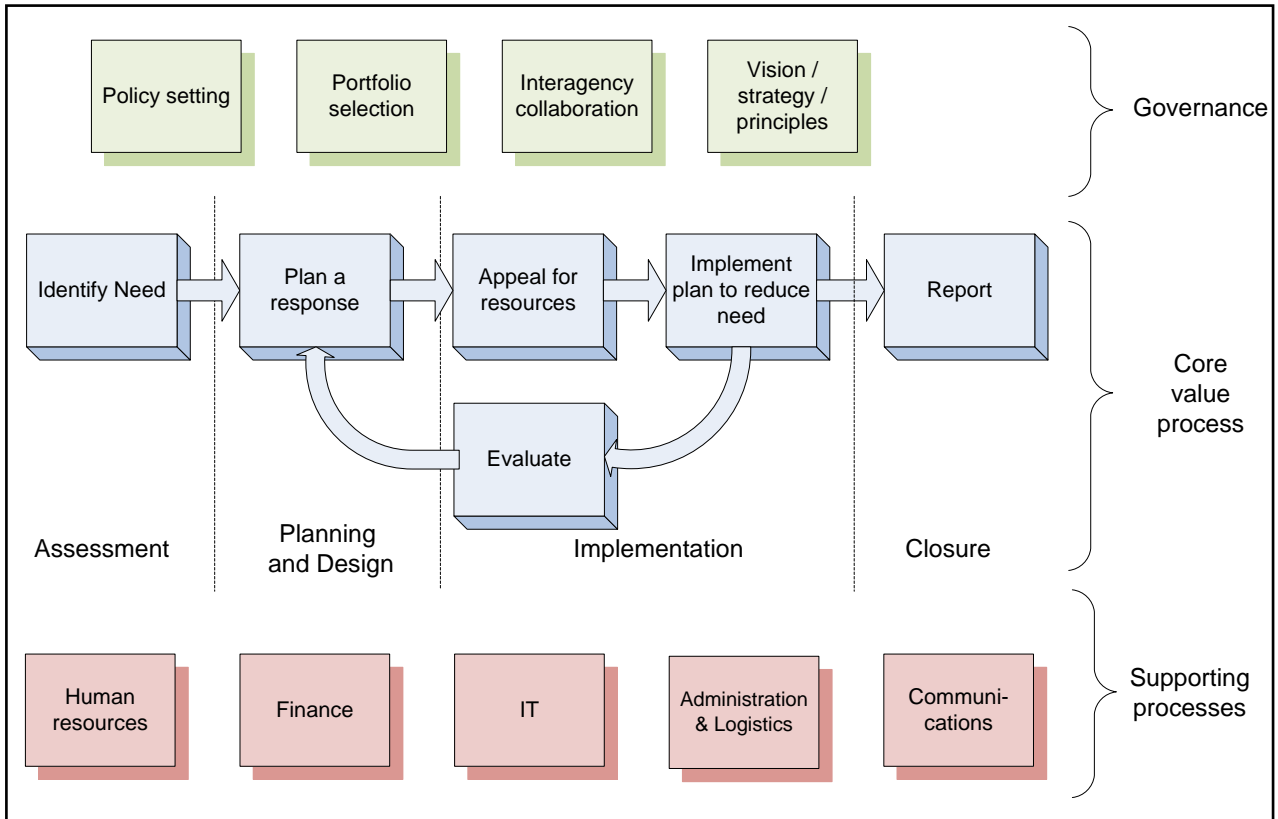 Policy setting
Portfolio
selection
Interagency
collaboration
Vision /
strategy /
principles
Governance
Identify Need
Plan a
response
Appeal for
resources
Implement
plan to reduce
need
Report
Evaluate
Core
value
process
Assessment
Planning
and Design
Implementation
Closure
Human
resources
Finance
IT
Administration
& Logistics
Communi-
cations
Supporting
processes